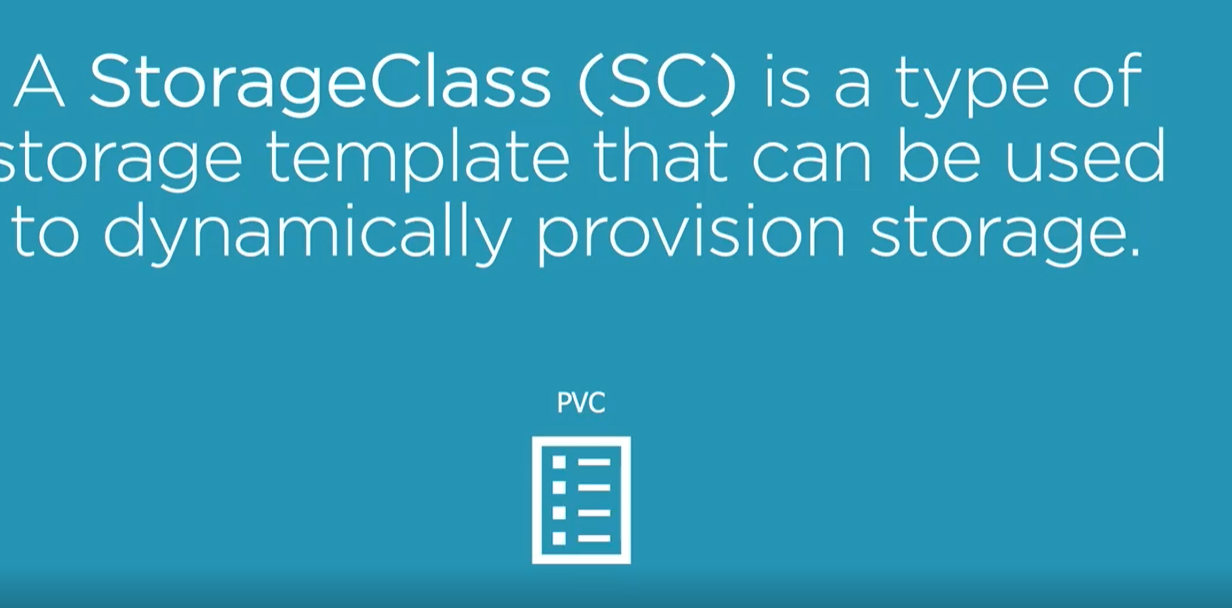 A StorageClass (SC) is a type of
storage template that can be used
to dynamically provision storage.
PVC